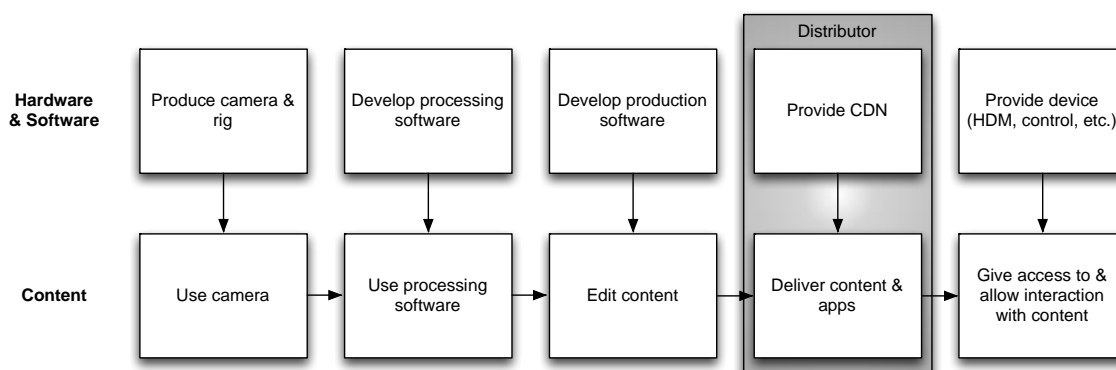 Distributor
Hardware
& Software
Produce camera &
rig
Develop processing
software
Develop production
software
Provide CDN
Provide device
(HDM, control, etc.)
Content
Use camera
Use processing
software
Edit content
Deliver content &
apps
Give access to &
allow interaction
with content